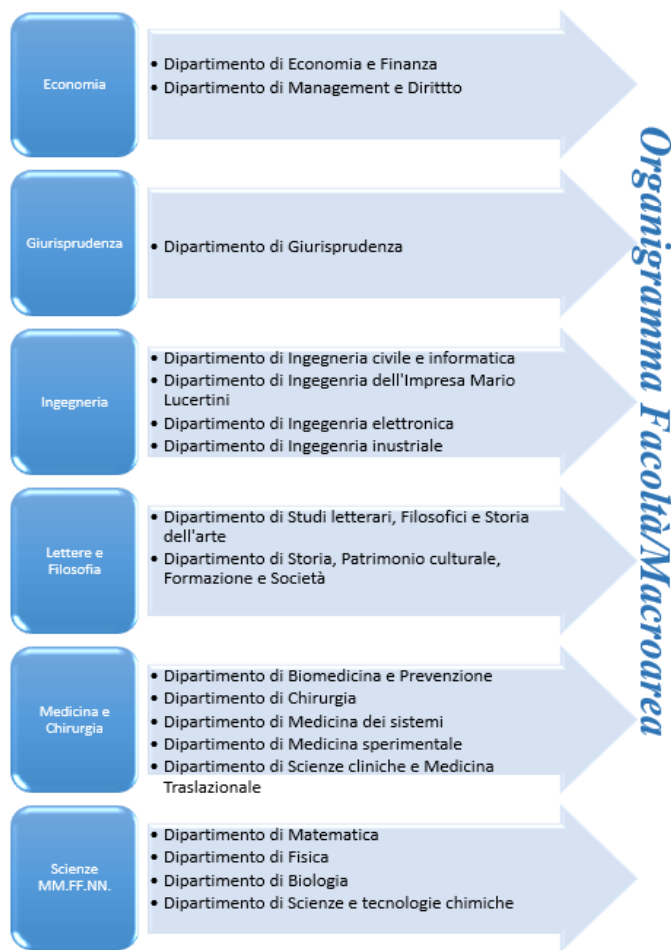 Economia
• Dipartimento di Economia e Finanza
• Dipartimento di Management e Dirittto
Giurisprudenza
• Dipartimento di Giurisprudenza
Ingegneria
• Dipartimento di Ingegneria civile e informatica
• Dipartimento di Ingegenria dell'Impresa Mario
Lucertini
• Dipartimento di Ingegenria elettronica
• Dipartimento di Ingegenria inustriale
Lettere e
Filosofia
• Dipartimento di Studi letterari, Filosofici e Storia
dell'arte
• Dipartimento di Storia, Patrimonio culturale,
Formazione e Società
Medicina e
Chirurgia
• Dipartimento di Biomedicina e Prevenzione
• Dipartimento di Chirurgia
• Dipartimento di Medicina dei sistemi
• Dipartimento di Medicina sperimentale
• Dipartimento di Scienze cliniche e Medicina
Traslazionale
Scienze
MM.FF.NN.
• Dipartimento di Matematica
• Dipartimento di Fisica
• Dipartimento di Biologia
• Dipartimento di Scienze e tecnologie chimiche
Organigramma Facoltà/Macroarea